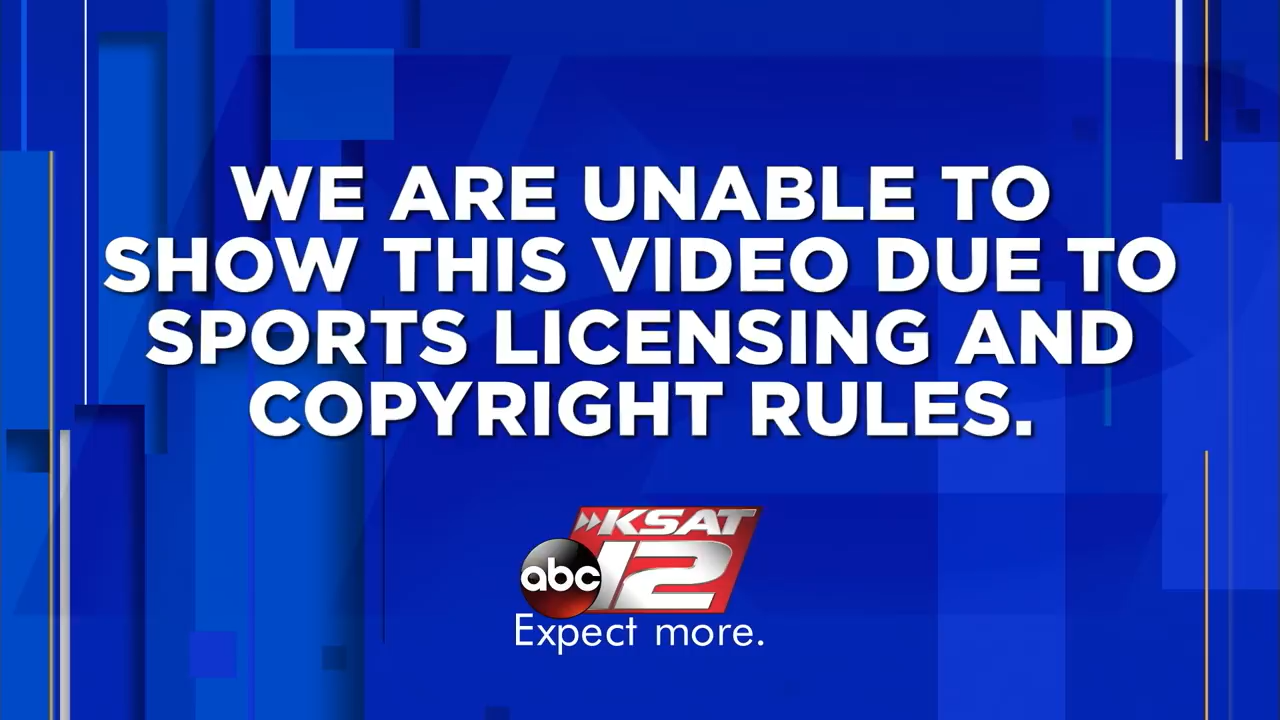 WE ARE UNABLE TO
SHOW THIS VIDEO DUE TO
SPORTS LICENSING AND
COPYRIGHT RULES.
KSAT
abc 12
Expect more.